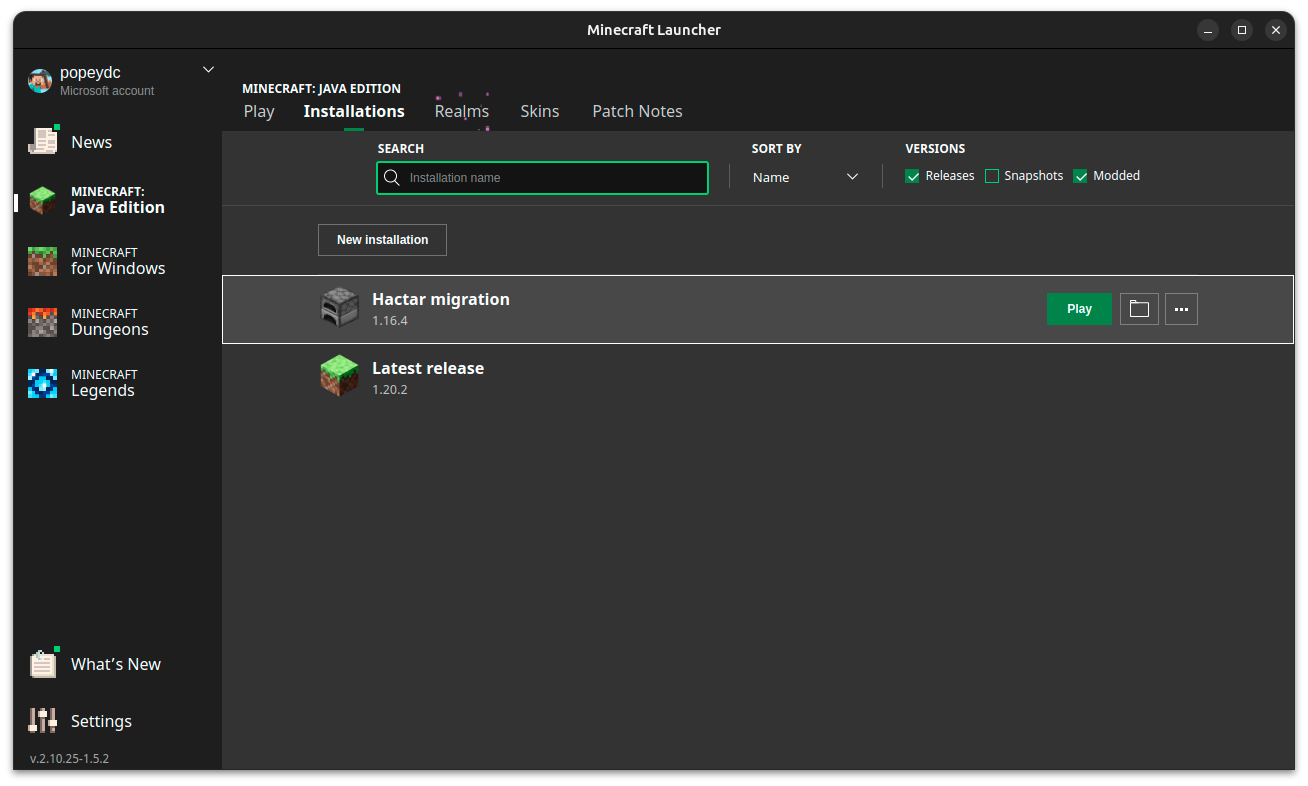 Minecraft Launcher
popeydc
Microsoft account
News
MINECRAFT:
Java Edition
MINECRAFT
for Windows
MINECRAFT
Dungeons
MINECRAFT
Legends
What's New
Settings
v.2.10.25-1.5.2
MINECRAFT: JAVA EDITION
Play Installations Realms Skins Patch Notes
SEARCH SORT BY VERSIONS
Installation name Name Releases Snapshots Modded
New installation
Hactar migration
1.16.4
Play
Latest release
1.20.2